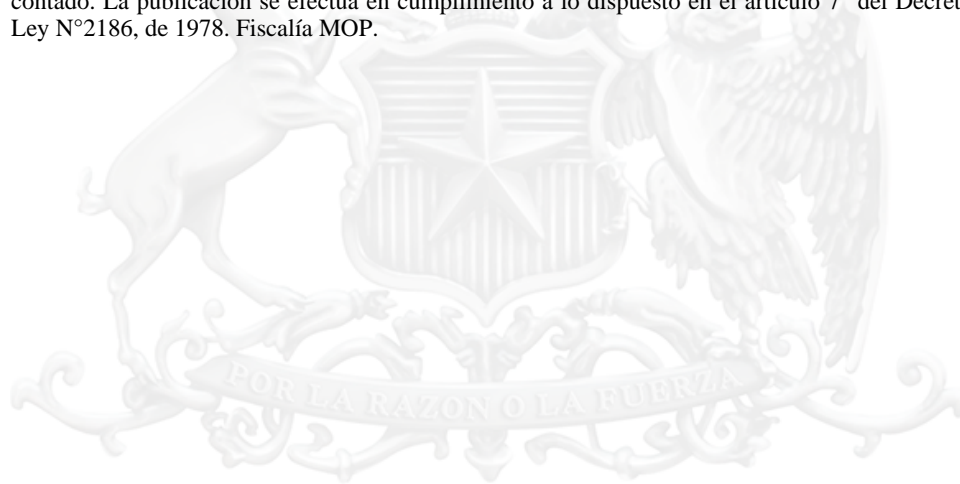 contado. La publicación se efectúa en cumplimiento a lo dispuesto en el artículo 7° del
Ley N°2186, de 1978. Fiscalía MOP.
POR LA RAZON O LA FUERZA